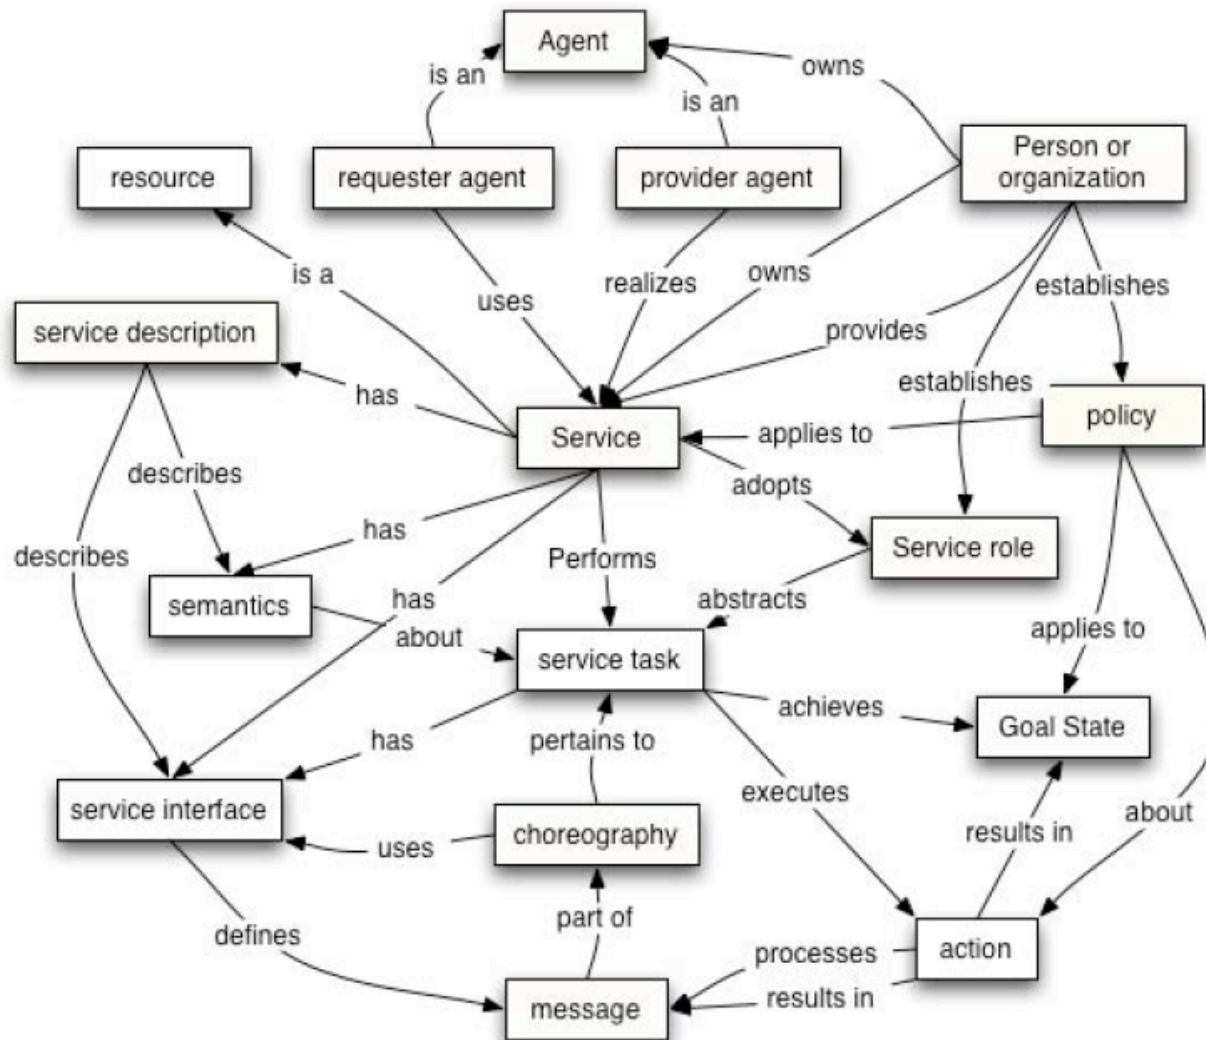 Agent
owns
is an
is an
Person or
organization
resource
requester agent
provider agent
is a
owns
realizes
establishes
uses
service description
provides
has
establishes
policy
applies to
Service
describes
adopts
has
Service role
describes
Performs
semantics
has
abstracts
about
applies to
service task
achieves
Goal State
has
pertains to
executes
service interface
about
choreography
results in
uses
part of
defines
action
processes
results in
message